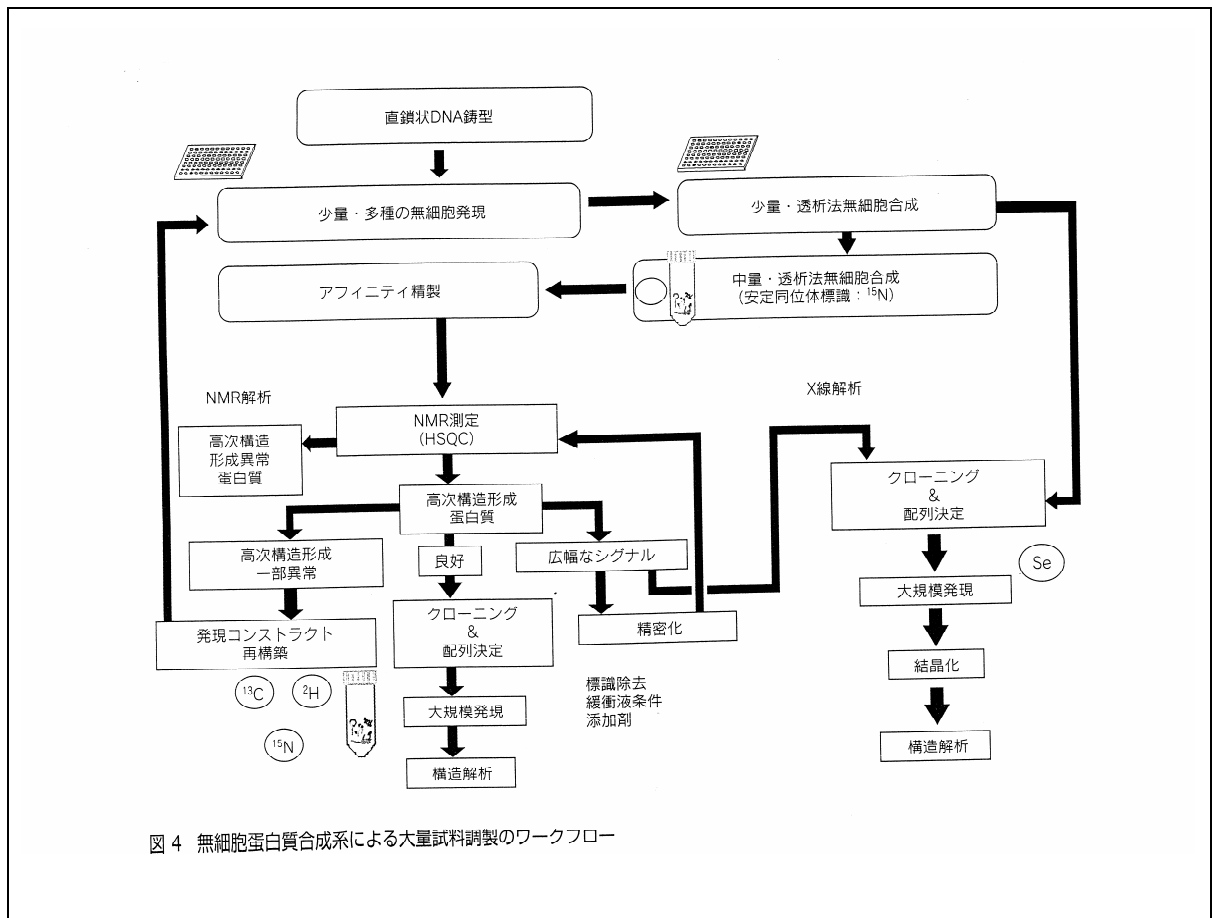 直鎖状DNA鋳型
少量・多種の無細胞発現
少量・透析法無細胞合成
アフィニティ精製
中量・透析法無細胞合成
（安定同位体標識：¹⁵N）
NMR解析
X線解析
NMR測定
（HSQC）
高次構造
形成異常
蛋白質
高次構造形成
蛋白質
クローニング
&
配列決定
高次構造形成
一部異常
良好
広幅なシグナル
Se
大規模発現
発現コンストラクト
再構築
クローニング
&
配列決定
精密化
結晶化
¹³C
²H
¹⁵N
標識除去
緩衝液条件
添加剤
大規模発現
構造解析
構造解析
図 4 無細胞蛋白質合成系による大量試料調製のワークフロー